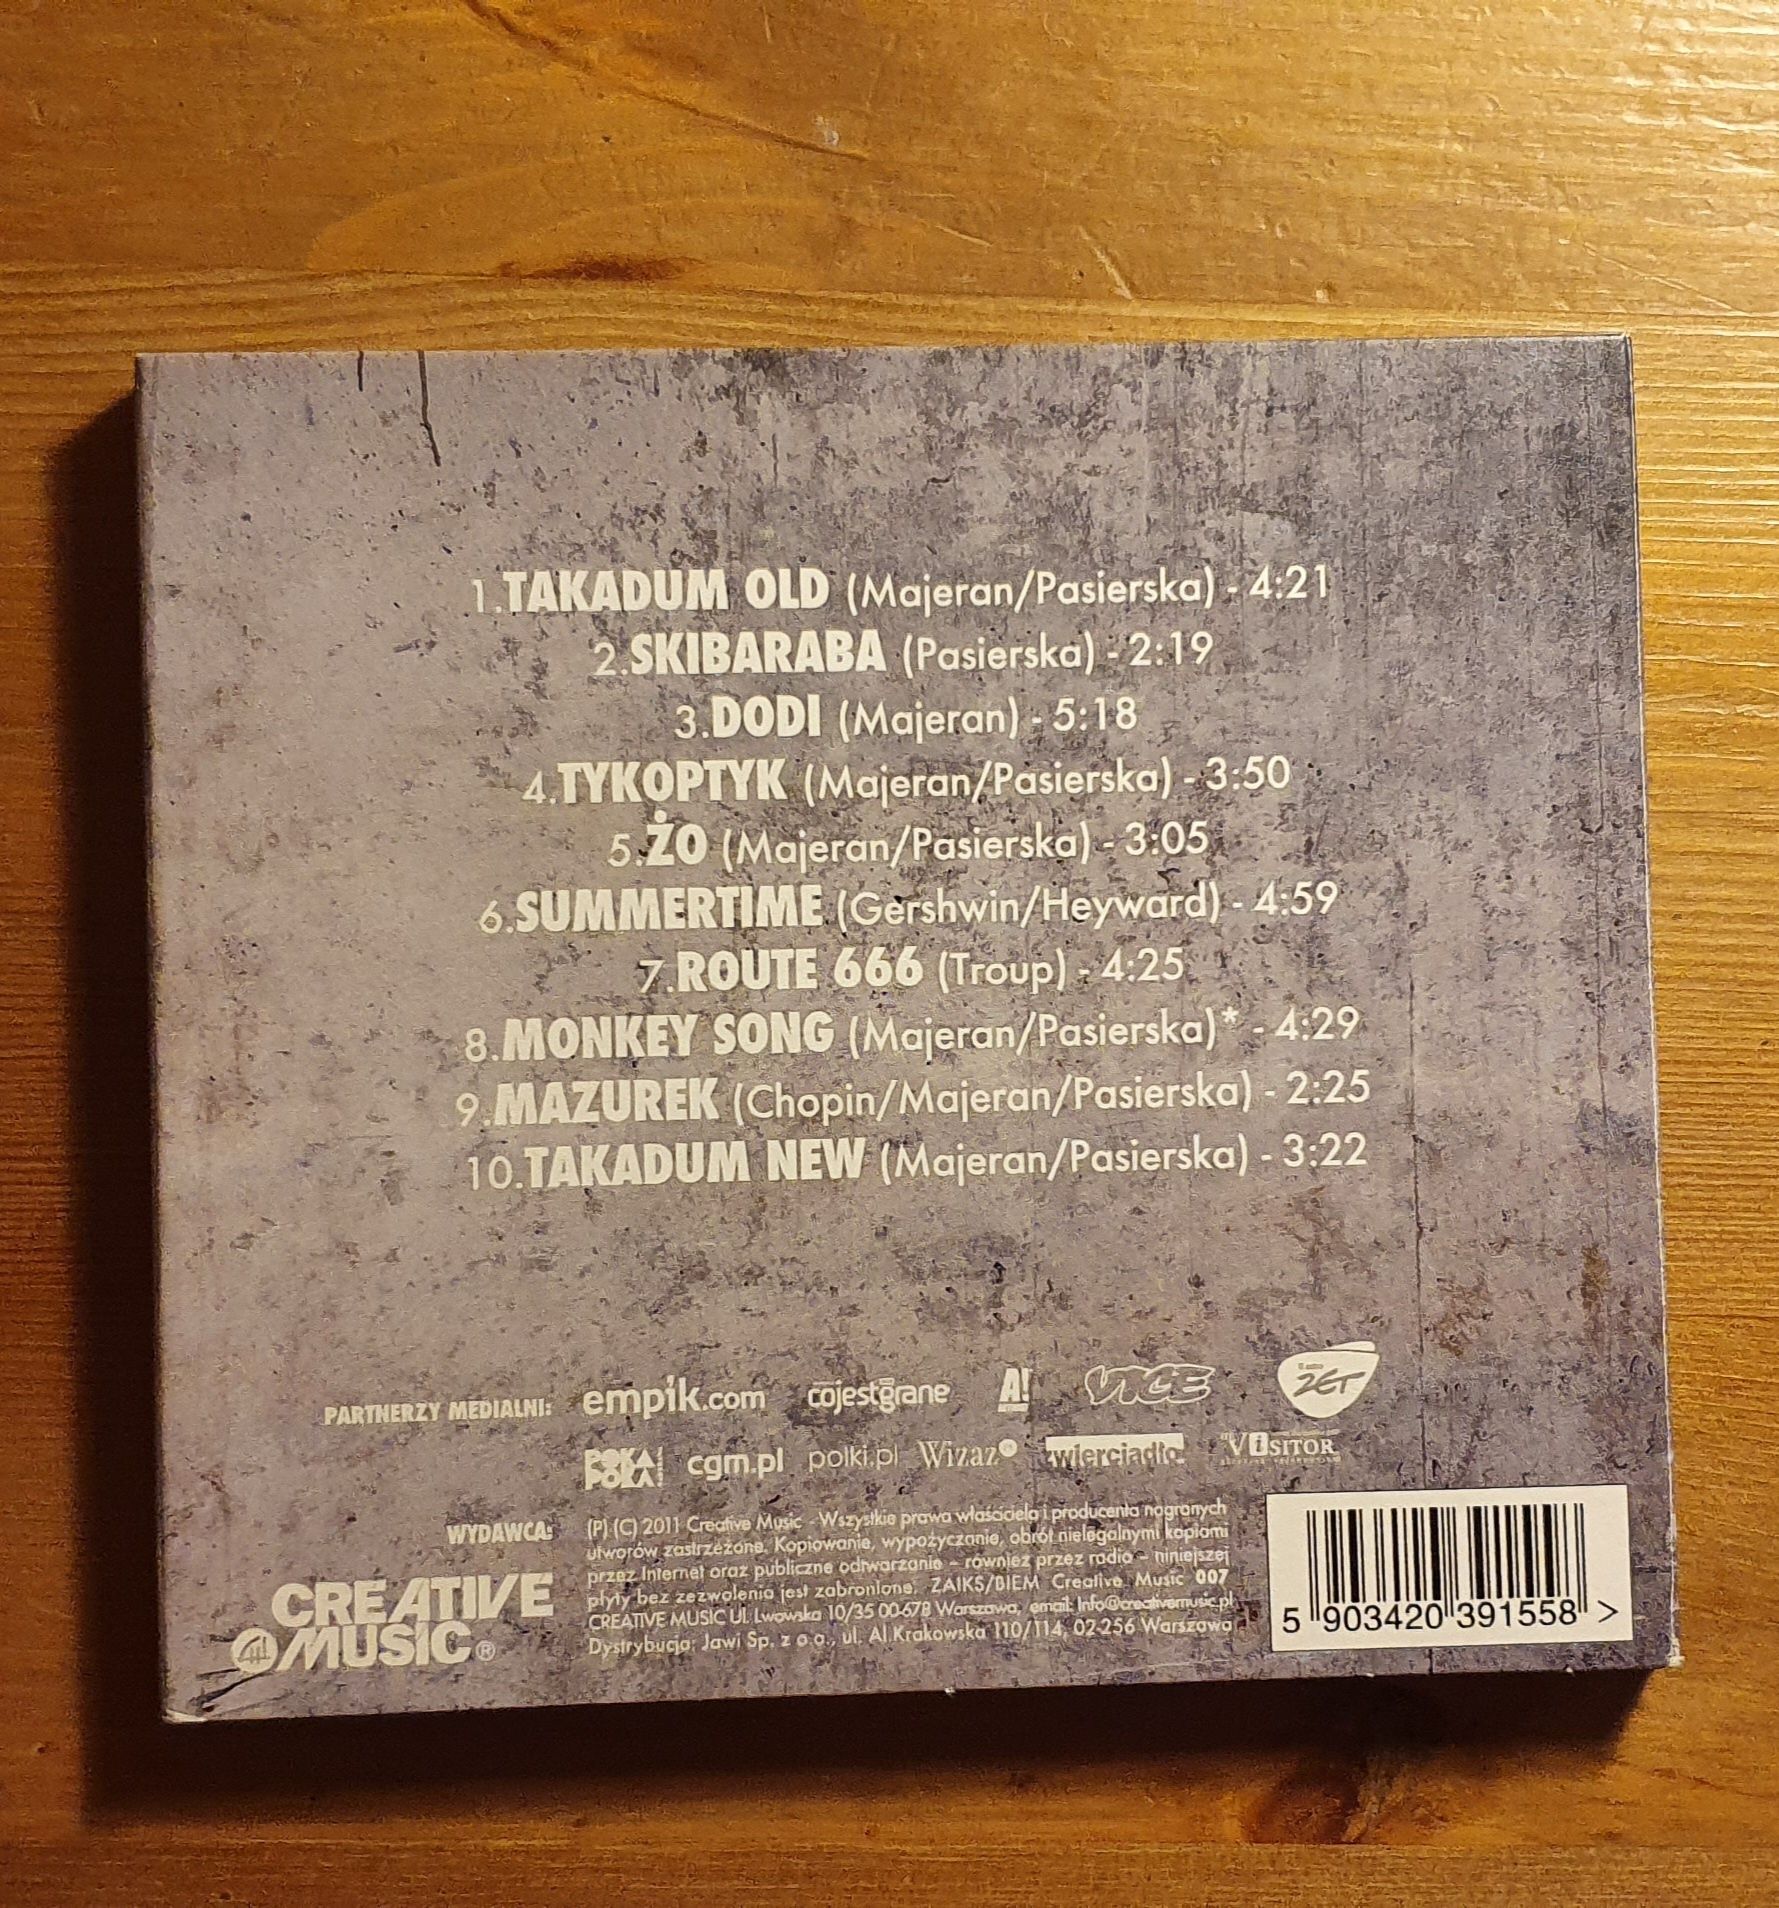 1.TAKADUM OLD (Majeran/Pasierska) - 4:21
2.SKIBARABA (Pasierska) - 2:19
3.DODI (Majeran) - 5:18
4.TYKOPTYK (Majeran/Pasierska) - 3:50
5.ŻO (Majeran/Pasierska) - 3:05
6.SUMMERTIME (Gershwin/Heyward) - 4:59
7.ROUTE 666 (Troup) - 4:25
8.MONKEY SONG (Majeran/Pasierska)* - 4:29
9.MAZUREK (Chopin/Majeran/Pasierska) - 2:25
10.TAKADUM NEW (Majeran/Pasierska) - 3:22
PARTNERZY MEDIALNI: empik.com cojestgrane A! VICE ZET
POKA POKA cgm.pl polki.pl Wizaz zwierciadło VISITOR
WYDAWCA:
CREATIVE
MUSIC®
(P) (C) 2011 Creative Music - Wszystkie prawa właściciela i producenta nagranych
utworów zastrzeżone. Kopiowanie, wypożyczanie, obrót nielegalnymi kopiami
przez Internet oraz publiczne odtwarzanie – również przez radio – niniejszej
płyty bez zezwolenia jest zabronione. ZAIKS/BIEM Creative Music 007
CREATIVE MUSIC Ul. Lwowska 10/35 00-678 Warszawa, email: Info@creativemusic.pl
Dystrybucja: Jawi Sp. z o.o., ul. Al.Krakowska 110/114, 02-256 Warszawa
5 903420 391558 >